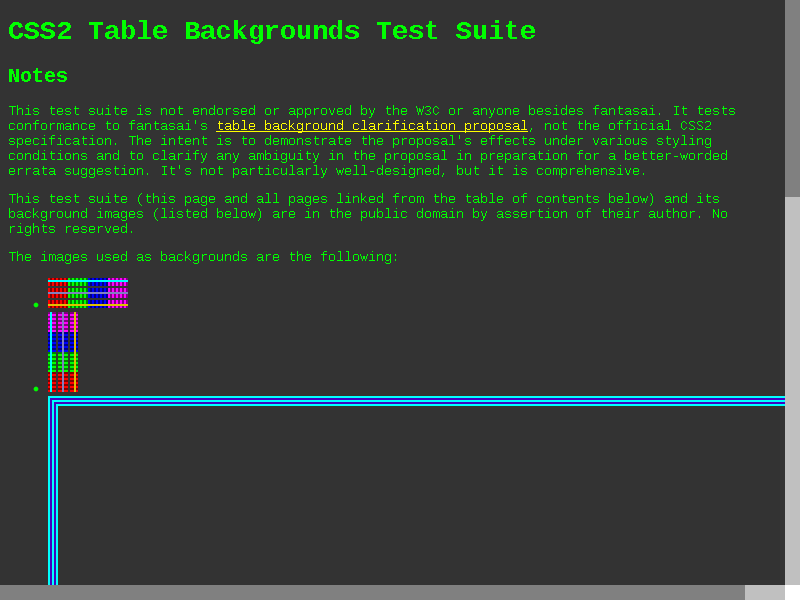 CSS2 Table Backgrounds Test Suite
Notes
This test suite is not endorsed or approved by the W3C or anyone besides fantasai. It tests
conformance to fantasai's table background clarification proposal, not the official CSS2
specification. The intent is to demonstrate the proposal's effects under various styling
conditions and to clarify any ambiguity in the proposal in preparation for a better-worded
errata suggestion. It's not particularly well-designed, but it is comprehensive.
This test suite (this page and all pages linked from the table of contents below) and its
background images (listed below) are in the public domain by assertion of their author. No
rights reserved.
The images used as backgrounds are the following: